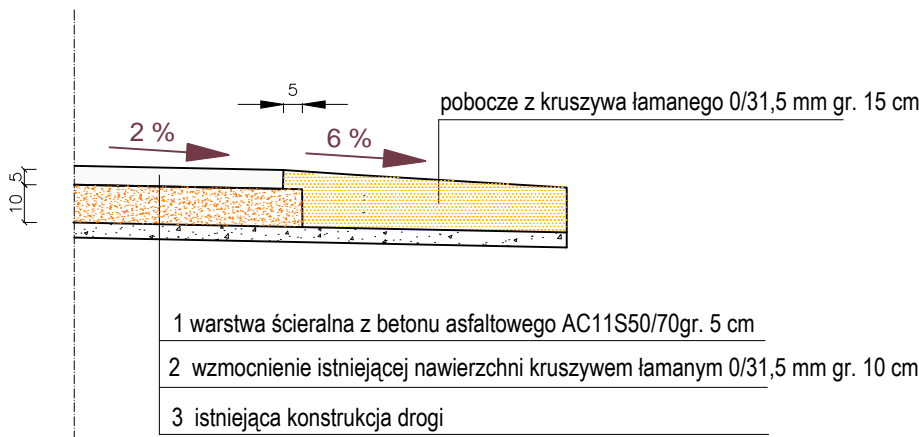 5
pobocze z kruszywa łamanego 0/31,5 mm gr. 15 cm
2 %
6 %
5
10
1 warstwa ścieralna z betonu asfaltowego AC11S50/70gr. 5 cm
2 wzmocnienie istniejącej nawierzchni kruszywem łamanym 0/31,5 mm gr. 10 cm
3 istniejąca konstrukcja drogi